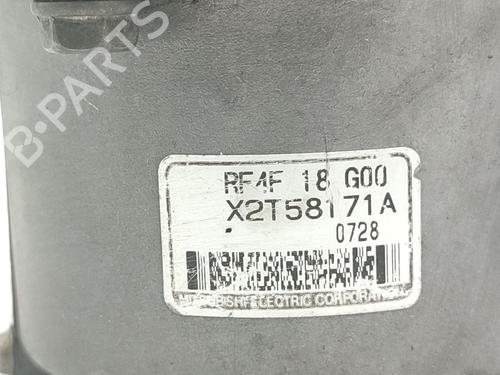 RF4F 18 G00
X2T58171A
0728
MITSUBISHI ELECTRIC CORPORATION
B-PARTS